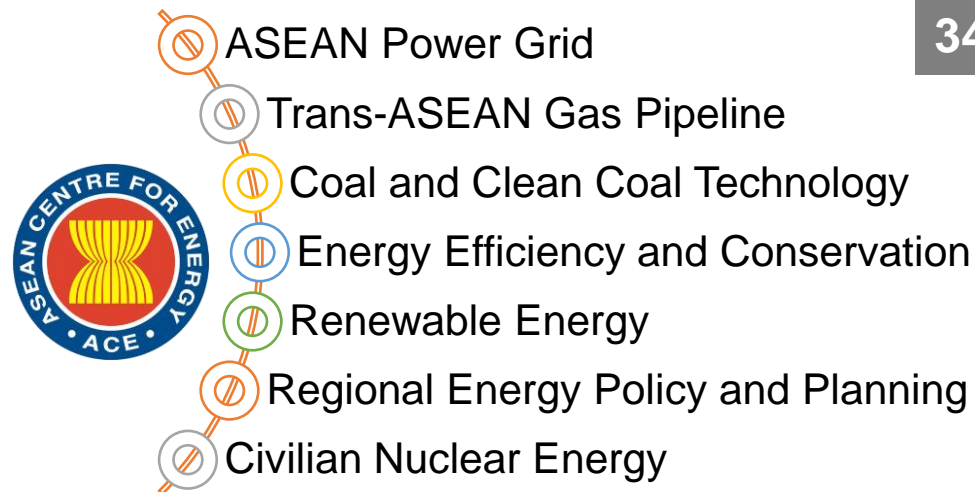 ASEAN Power Grid
34
Trans-ASEAN Gas Pipeline
Coal and Clean Coal Technology
ASEAN CENTRE FOR ENERGY
• ACE •
Energy Efficiency and Conservation
Renewable Energy
Regional Energy Policy and Planning
Civilian Nuclear Energy